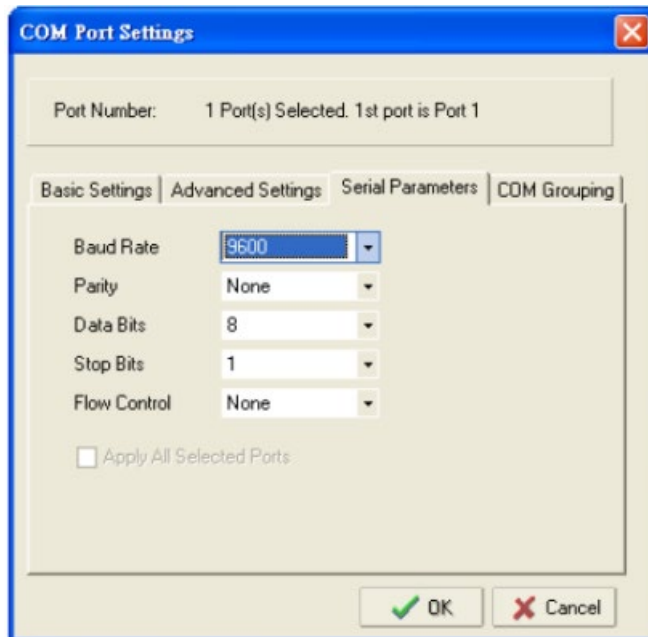 COM Port Settings
Port Number: 1 Port(s) Selected. 1st port is Port 1
Basic Settings Advanced Settings Serial Parameters COM Grouping
Baud Rate 9600
Parity None
Data Bits 8
Stop Bits 1
Flow Control None
Apply All Selected Ports
OK Cancel